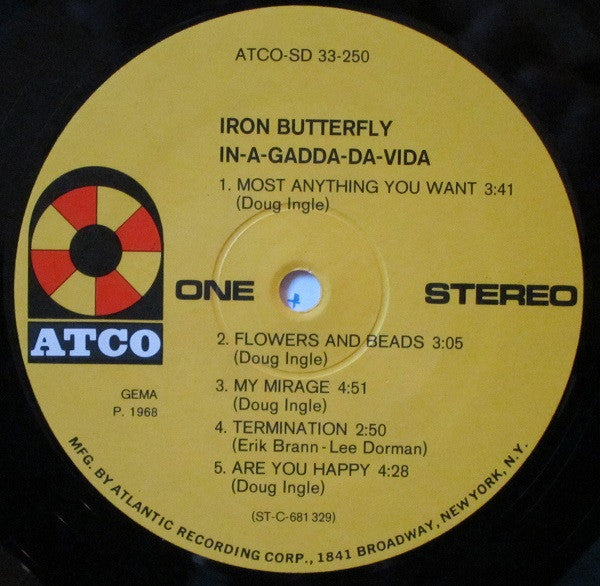 ATCO-SD 33-250
IRON BUTTERFLY
IN-A-GADDA-DA-VIDA
1. MOST ANYTHING YOU WANT 3:41
(Doug Ingle)
ATCO
ONE
STEREO
2. FLOWERS AND BEADS 3:05
(Doug Ingle)
3. MY MIRAGE 4:51
(Doug Ingle)
4. TERMINATION 2:50
(Erik Brann - Lee Dorman)
5. ARE YOU HAPPY 4:28
(Doug Ingle)
GEMA
P. 1968
(ST-C-681 329)
MFG. BY ATLANTIC RECORDING CORP., 1841 BROADWAY, NEW YORK, N.Y.